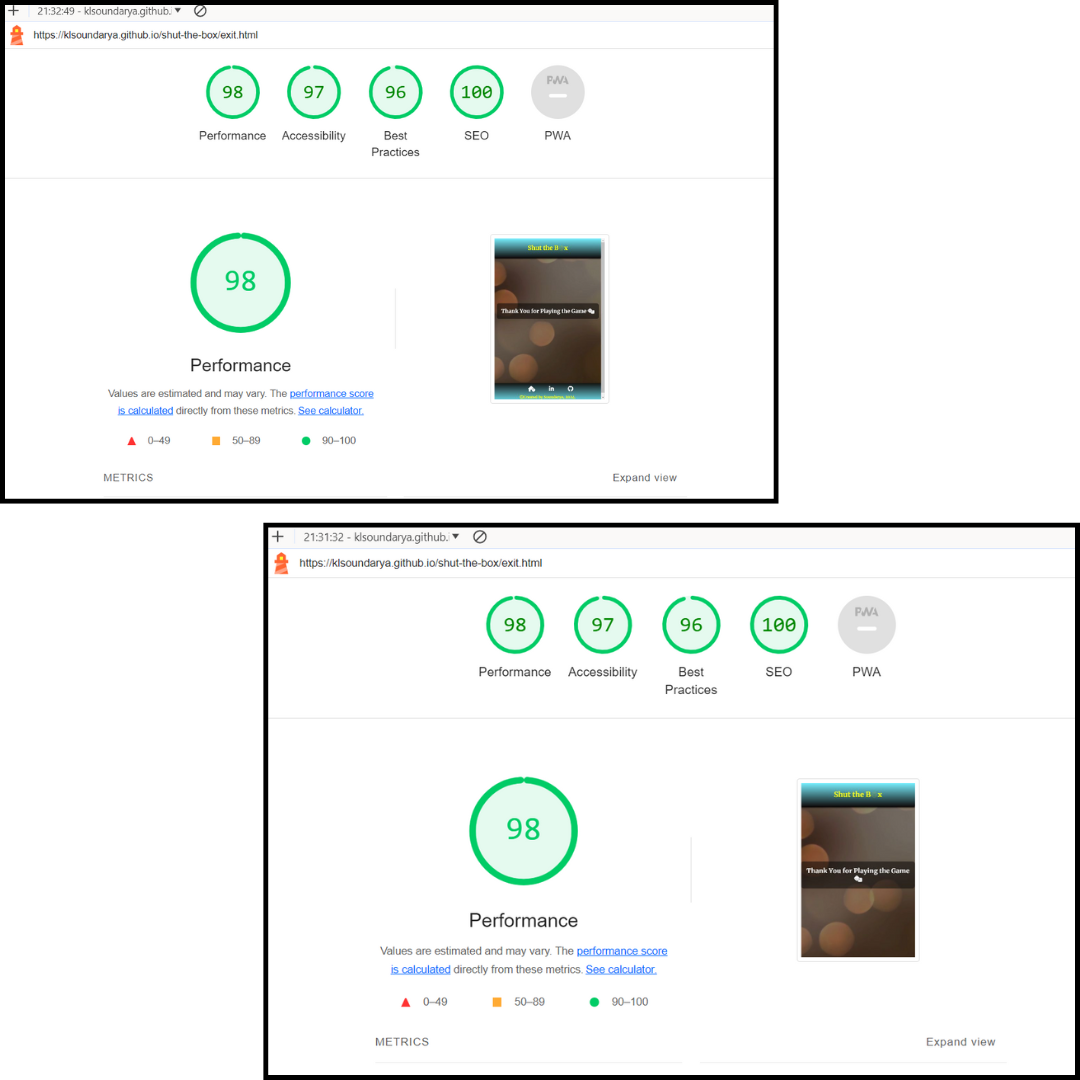 21:32:49 - klsoundarya.github.
https://klsoundarya.github.io/shut-the-box/exit.html
98
97
96
100
PWA
Performance
Accessibility
Best
Practices
SEO
PWA
98
Performance
Values are estimated and may vary. The performance score
is calculated directly from these metrics. See calculator.
0–49
50–89
90–100
METRICS
Expand view
Shut the B x
Thank You for Playing the Game
21:31:32 - klsoundarya.github.
https://klsoundarya.github.io/shut-the-box/exit.html
98
97
96
100
PWA
Performance
Accessibility
Best
Practices
SEO
PWA
98
Performance
Values are estimated and may vary. The performance score
is calculated directly from these metrics. See calculator.
0–49
50–89
90–100
METRICS
Expand view
Shut the B x
Thank You for Playing the Game